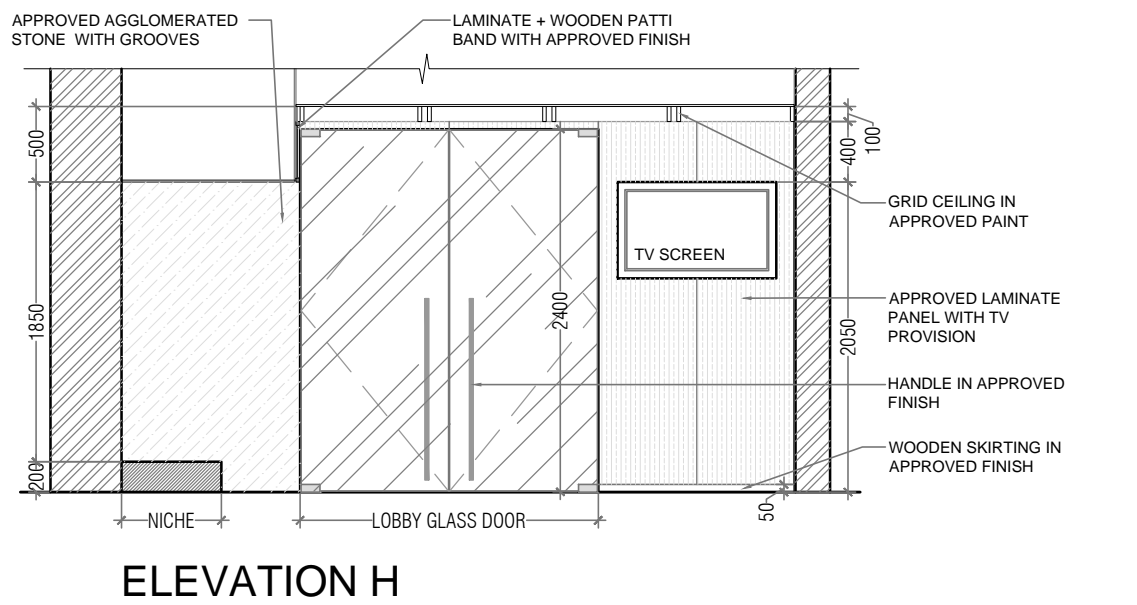 APPROVED AGGLOMERATED
STONE WITH GROOVES
LAMINATE + WOODEN PATTI
BAND WITH APPROVED FINISH
500
1850
200
2400
TV SCREEN
100
400
2050
50
GRID CEILING IN
APPROVED PAINT
APPROVED LAMINATE
PANEL WITH TV
PROVISION
HANDLE IN APPROVED
FINISH
WOODEN SKIRTING IN
APPROVED FINISH
NICHE
LOBBY GLASS DOOR
ELEVATION H